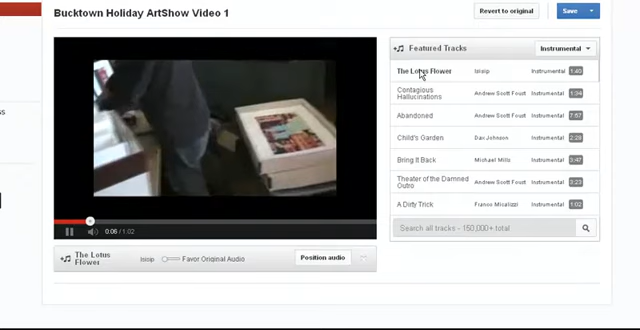 Bucktown Holiday ArtShow Video 1
Revert to original
Save
Featured Tracks
Instrumental
The Lotus Flower Isloip Instrumental 1:40
Contagious
Hallucinations Andrew Scott Foust Instrumental 1:34
Abandoned Andrew Scott Foust Instrumental 7:57
Child's Garden Dan Johnson Instrumental 2:29
Bring It Back Michael Mills Instrumental 3:47
Theater of the Damned
Outro Andrew Scott Foust Instrumental 3:23
A Dirty Trick Franco Micalizzi Instrumental 1:02
Search all tracks - 150,000+ total
0:06 / 1:02
The Lotus
Flower
Favor Original Audio
Position audio